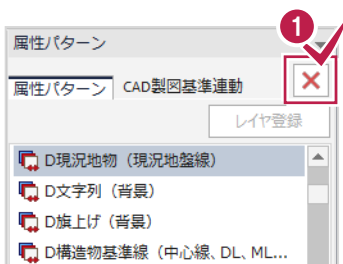 1
属性パターン
属性パターン CAD製図基準連動
レイヤ登録
D現況地物（現況地盤線）
D文字列（背景）
D旗上げ（背景）
D構造物基準線（中心線、DL、ML...